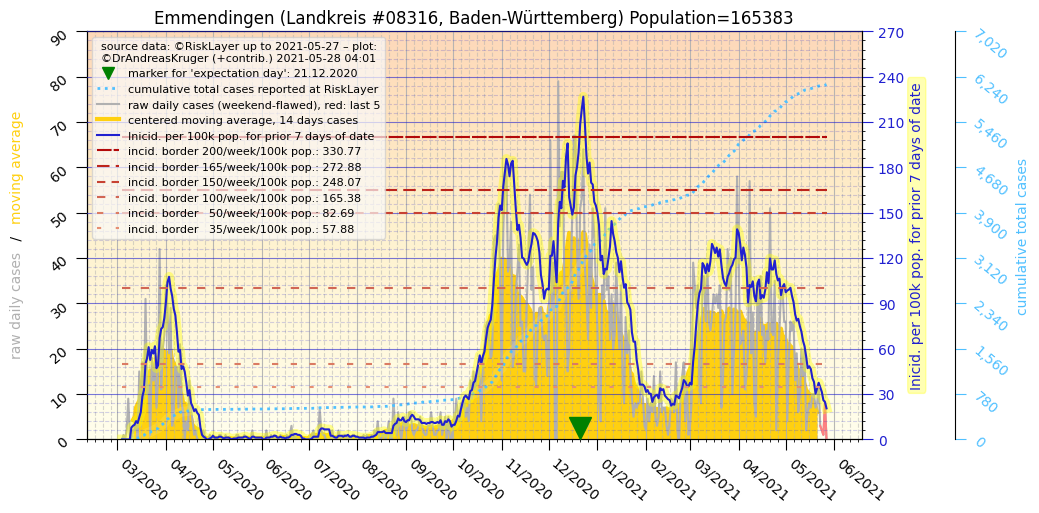 Emmendingen (Landkreis #08316, Baden-Württemberg) Population=165383
source data: ©RiskLayer up to 2021-05-27 – plot:
©DrAndreasKruger (+contrib.) 2021-05-28 04:01
marker for 'expectation day': 21.12.2020
cumulative total cases reported at RiskLayer
raw daily cases (weekend-flawed), red: last 5
centered moving average, 14 days cases
Inicid. per 100k pop. for prior 7 days of date
incid. border 200/week/100k pop.: 330.77
incid. border 165/week/100k pop.: 272.88
incid. border 150/week/100k pop.: 248.07
incid. border 100/week/100k pop.: 165.38
incid. border 50/week/100k pop.: 82.69
incid. border 35/week/100k pop.: 57.88
raw daily cases / moving average
90
80
70
60
50
40
30
20
10
0
270
240
210
180
150
120
90
60
30
0
Inicid. per 100k pop. for prior 7 days of date
7,020
6,240
5,460
4,680
3,900
3,120
2,340
1,560
780
0
cumulative total cases
03/2020
04/2020
05/2020
06/2020
07/2020
08/2020
09/2020
10/2020
11/2020
12/2020
01/2021
02/2021
03/2021
04/2021
05/2021
06/2021